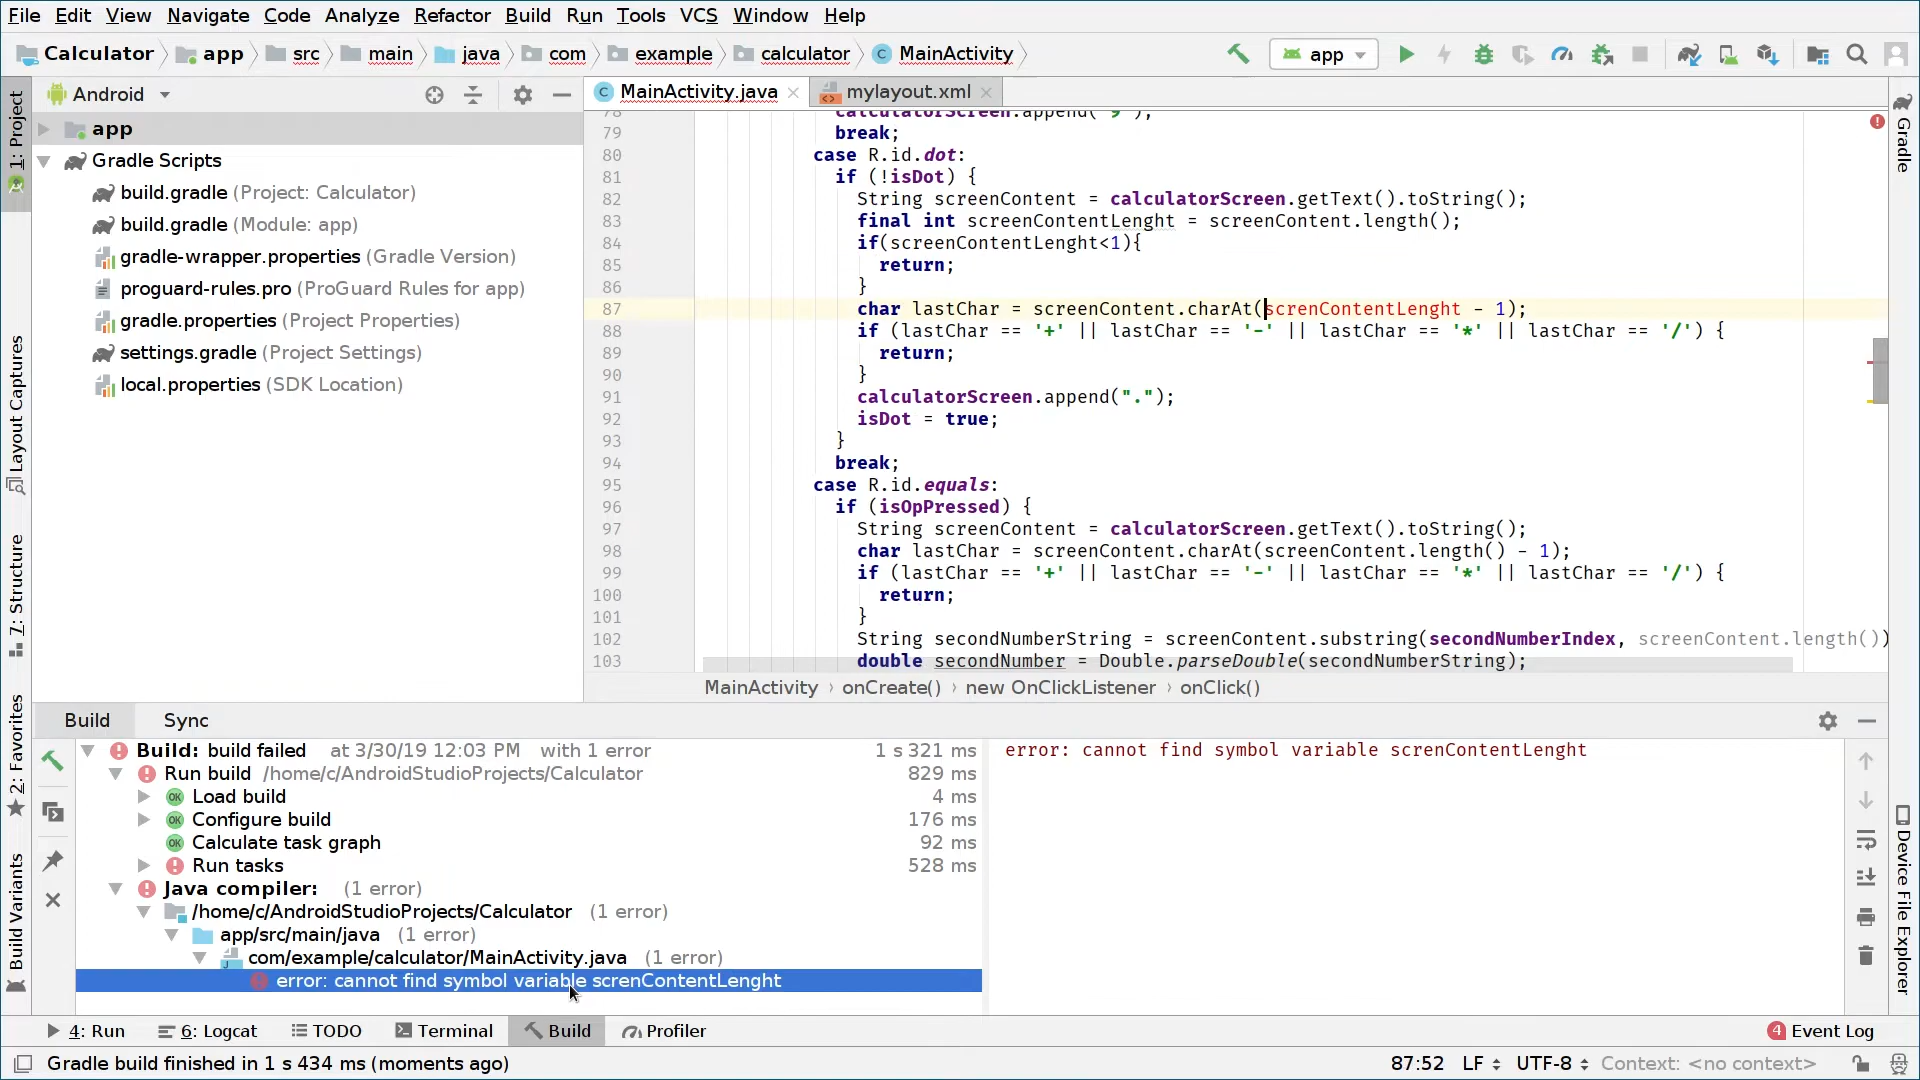 File Edit View Navigate Code Analyze Refactor Build Run Tools VCS Window Help
Calculator app src main java com example calculator C MainActivity app
1: Project
Layout Captures
7: Structure
2: Favorites
Build Variants
Android
app
Gradle Scripts
build.gradle (Project: Calculator)
build.gradle (Module: app)
gradle-wrapper.properties (Gradle Version)
proguard-rules.pro (ProGuard Rules for app)
gradle.properties (Project Properties)
settings.gradle (Project Settings)
local.properties (SDK Location)
C MainActivity.java mylayout.xml
78 calculatorScreen.append("9");
79 break;
80 case R.id.dot:
81 if (!isDot) {
82 String screenContent = calculatorScreen.getText().toString();
83 final int screenContentLenght = screenContent.length();
84 if(screenContentLenght<1){
85 return;
86 }
87 char lastChar = screenContent.charAt(screnContentLenght - 1);
88 if (lastChar == '+' || lastChar == '-' || lastChar == '*' || lastChar == '/') {
89 return;
90 }
91 calculatorScreen.append(".");
92 isDot = true;
93 }
94 break;
95 case R.id.equals:
96 if (isOpPressed) {
97 String screenContent = calculatorScreen.getText().toString();
98 char lastChar = screenContent.charAt(screenContent.length() - 1);
99 if (lastChar == '+' || lastChar == '-' || lastChar == '*' || lastChar == '/') {
100 return;
101 }
102 String secondNumberString = screenContent.substring(secondNumberIndex, screenContent.length())
103 double secondNumber = Double.parseDouble(secondNumberString);
MainActivity › onCreate() › new OnClickListener › onClick()
Gradle
Device File Explorer
Build Sync
Build: build failed at 3/30/19 12:03 PM with 1 error 1 s 321 ms
Run build /home/c/AndroidStudioProjects/Calculator 829 ms
OK Load build 4 ms
OK Configure build 176 ms
OK Calculate task graph 92 ms
Run tasks 528 ms
Java compiler: (1 error)
/home/c/AndroidStudioProjects/Calculator (1 error)
app/src/main/java (1 error)
com/example/calculator/MainActivity.java (1 error)
error: cannot find symbol variable screnContentLenght
error: cannot find symbol variable screnContentLenght
4: Run 6: Logcat TODO Terminal Build Profiler 4 Event Log
Gradle build finished in 1 s 434 ms (moments ago) 87:52 LF UTF-8 Context: <no context>